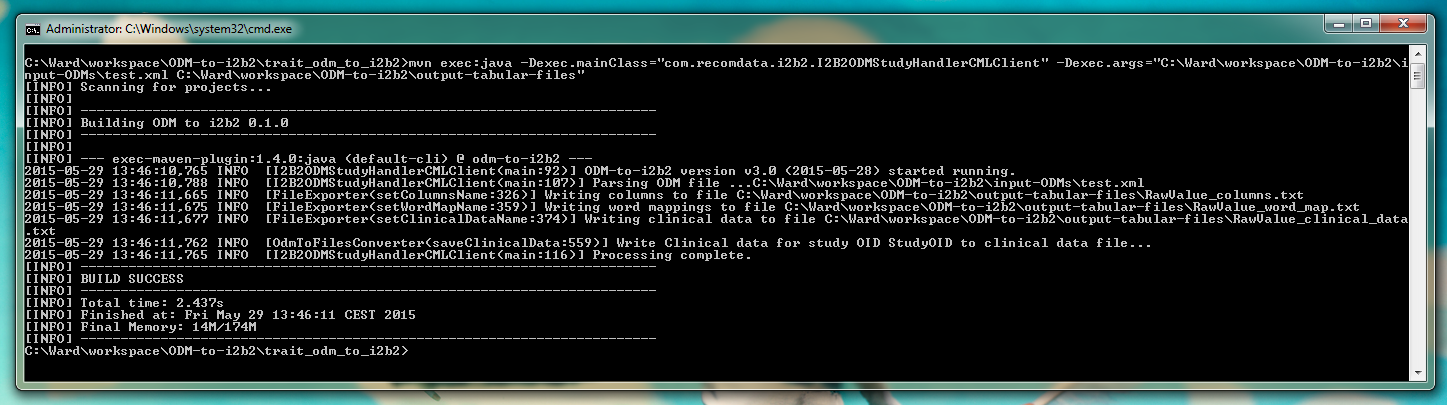 Administrator: C:\Windows\system32\cmd.exe
C:\Ward\workspace\ODM-to-i2b2\trait_odm_to_i2b2>mvn exec:java -Dexec.mainClass="com.recomdata.i2b2.I2B2ODMStudyHandlerCMLClient" -Dexec.args="C:\Ward\workspace\ODM-to-i2b2\i
nput-ODMs\test.xml C:\Ward\workspace\ODM-to-i2b2\output-tabular-files"
[INFO] Scanning for projects...
[INFO]
[INFO] ------------------------------------------------------------------------
[INFO] Building ODM to i2b2 0.1.0
[INFO] ------------------------------------------------------------------------
[INFO]
[INFO] --- exec-maven-plugin:1.4.0:java (default-cli) @ odm-to-i2b2 ---
2015-05-29 13:46:10,765 INFO  [I2B2ODMStudyHandlerCMLClient(main:92)] ODM-to-i2b2 version v3.0 (2015-05-28) started running.
2015-05-29 13:46:10,788 INFO  [I2B2ODMStudyHandlerCMLClient(main:107)] Parsing ODM file ...C:\Ward\workspace\ODM-to-i2b2\input-ODMs\test.xml
2015-05-29 13:46:11,665 INFO  [FileExporter(setColumnsName:326)] Writing columns to file C:\Ward\workspace\ODM-to-i2b2\output-tabular-files\RawValue_columns.txt
2015-05-29 13:46:11,675 INFO  [FileExporter(setWordMapName:359)] Writing word mappings to file C:\Ward\workspace\ODM-to-i2b2\output-tabular-files\RawValue_word_map.txt
2015-05-29 13:46:11,677 INFO  [FileExporter(setClinicalDataName:374)] Writing clinical data to file C:\Ward\workspace\ODM-to-i2b2\output-tabular-files\RawValue_clinical_data
.txt
2015-05-29 13:46:11,762 INFO  [OdmToFilesConverter(saveClinicalData:559)] Write Clinical data for study OID StudyOID to clinical data file...
2015-05-29 13:46:11,765 INFO  [I2B2ODMStudyHandlerCMLClient(main:116)] Processing complete.
[INFO] ------------------------------------------------------------------------
[INFO] BUILD SUCCESS
[INFO] ------------------------------------------------------------------------
[INFO] Total time: 2.437s
[INFO] Finished at: Fri May 29 13:46:11 CEST 2015
[INFO] Final Memory: 14M/174M
[INFO] ------------------------------------------------------------------------
C:\Ward\workspace\ODM-to-i2b2\trait_odm_to_i2b2>